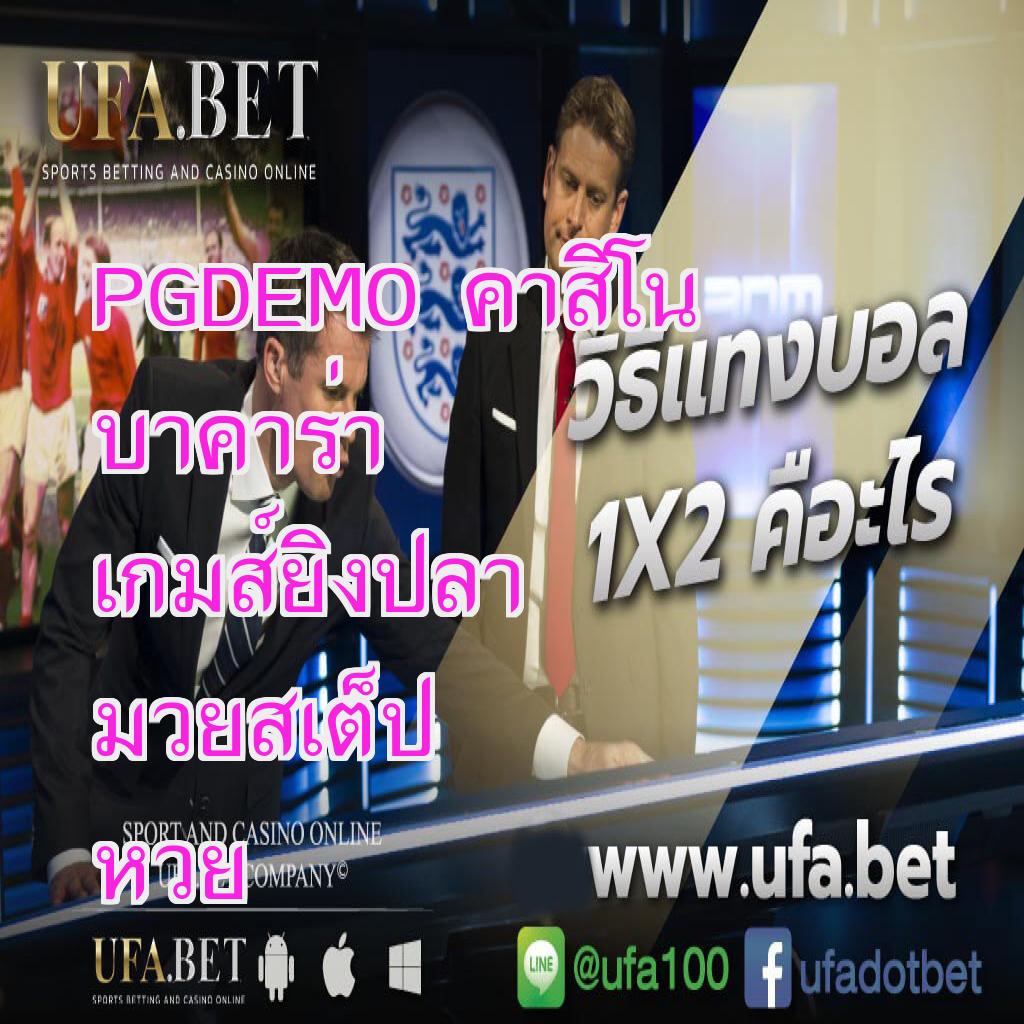 UFA.BET
SPORTS BETTING AND CASINO ONLINE
PGDEMO คาสิโน
บาคาร่า
เกมส์ยิงปลา
มวยสเต็ป
หวย
วิธีแทงบอล
1X2 คืออะไร
SPORT AND CASINO ONLINE
COMPANY©
www.ufa.bet
UFA.BET
SPORTS BETTING AND CASINO ONLINE
LINE
@ufa100
f
ufadotbet